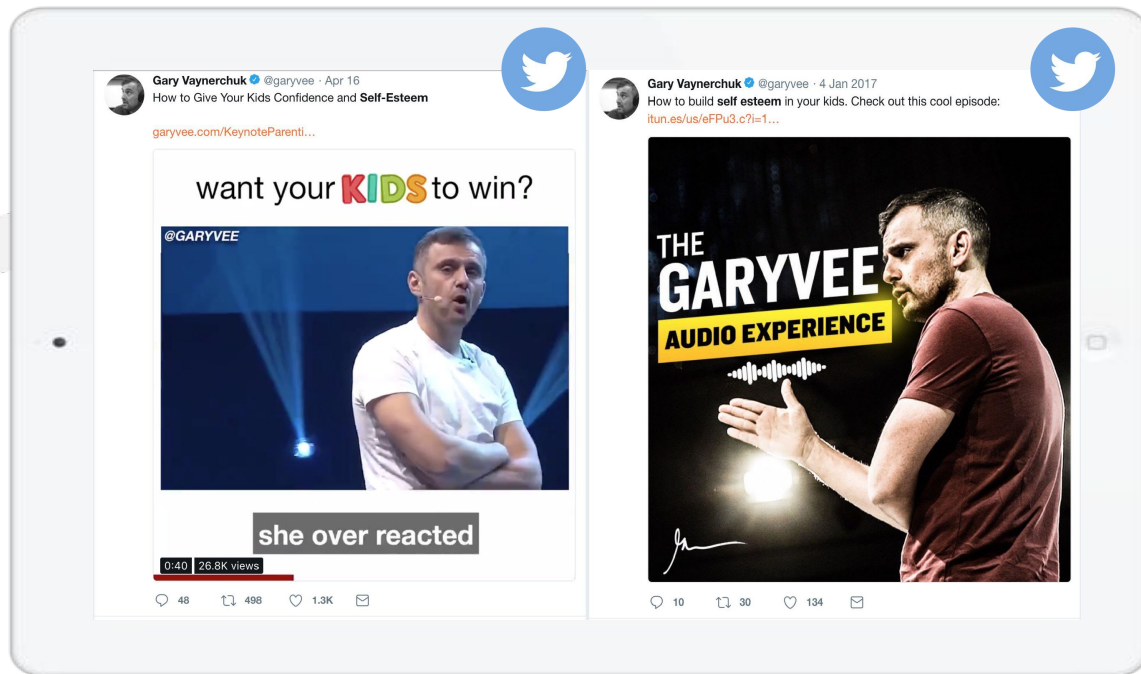 Gary Vaynerchuk @garyvee · Apr 16
How to Give Your Kids Confidence and Self-Esteem
garyvee.com/KeynoteParenti…
want your KIDS to win?
@GARYVEE
she over reacted
0:40 26.8K views
48 498 1.3K
Gary Vaynerchuk @garyvee · 4 Jan 2017
How to build self esteem in your kids. Check out this cool episode:
itun.es/us/eFPu3.c?i=1…
THE
GARYVEE
AUDIO EXPERIENCE
10 30 134